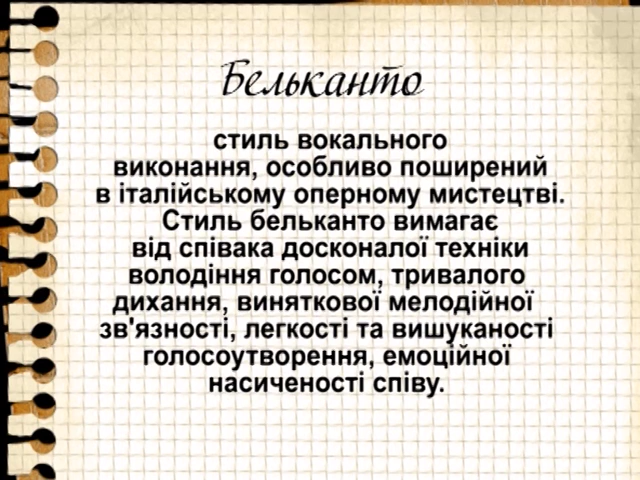 Бельканто
стиль вокального
виконання, особливо поширений
в італійському оперному мистецтві.
Стиль бельканто вимагає
від співака досконалої техніки
володіння голосом, тривалого
дихання, виняткової мелодійної
зв'язності, легкості та вишуканості
голосоутворення, емоційної
насиченості співу.